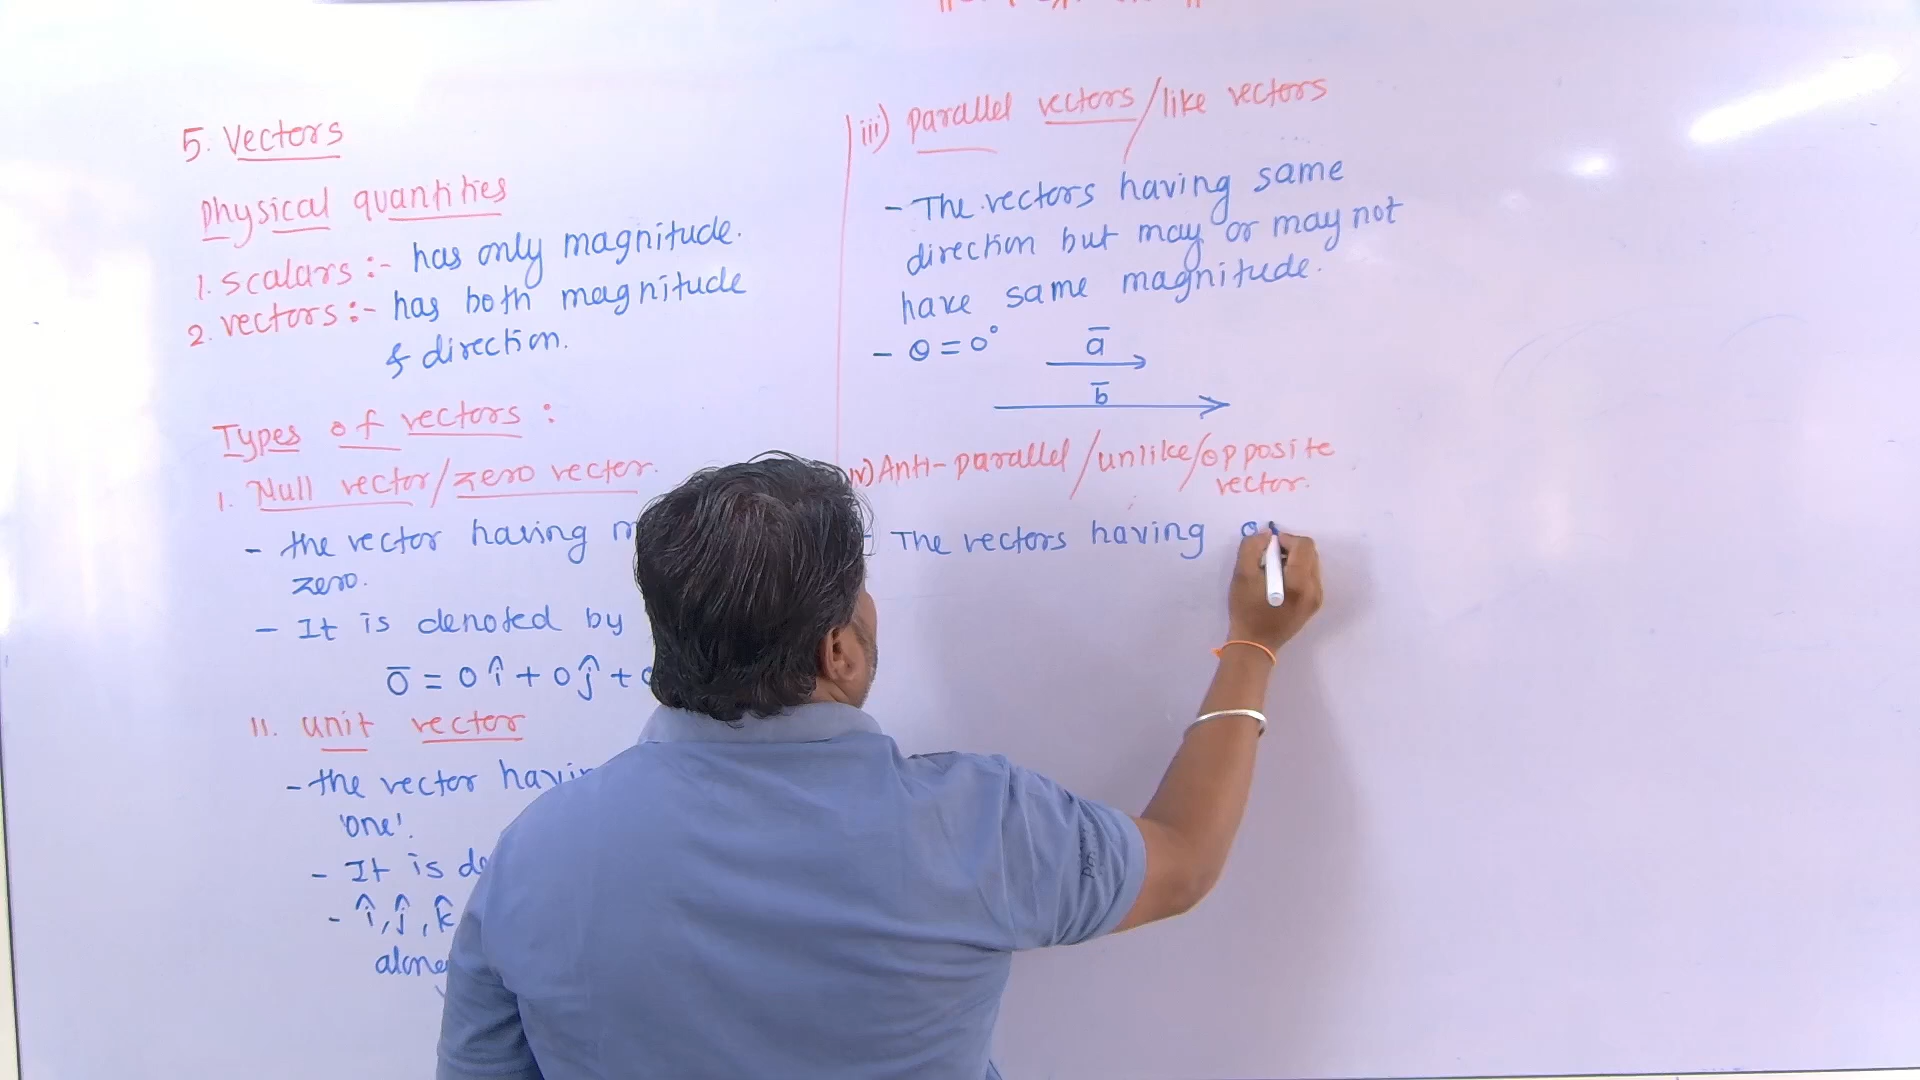 5. Vectors
Physical quantities
1. Scalars :- has only magnitude.
2. vectors :- has both magnitude
& direction.
Types of vectors :
1. Null vector/zero vector.
- the vector having
zero.
- It is denoted by
0̅ = 0î + 0ĵ +
II. unit vector
- the vector
'one'.
- It is
- î, ĵ, k̂
iii) parallel vectors/like vectors
- The vectors having same
direction but may or may not
have same magnitude.
- θ = 0°
a̅
b̅
iv) Anti-parallel/unlike/opposite
vector.
- The vectors having